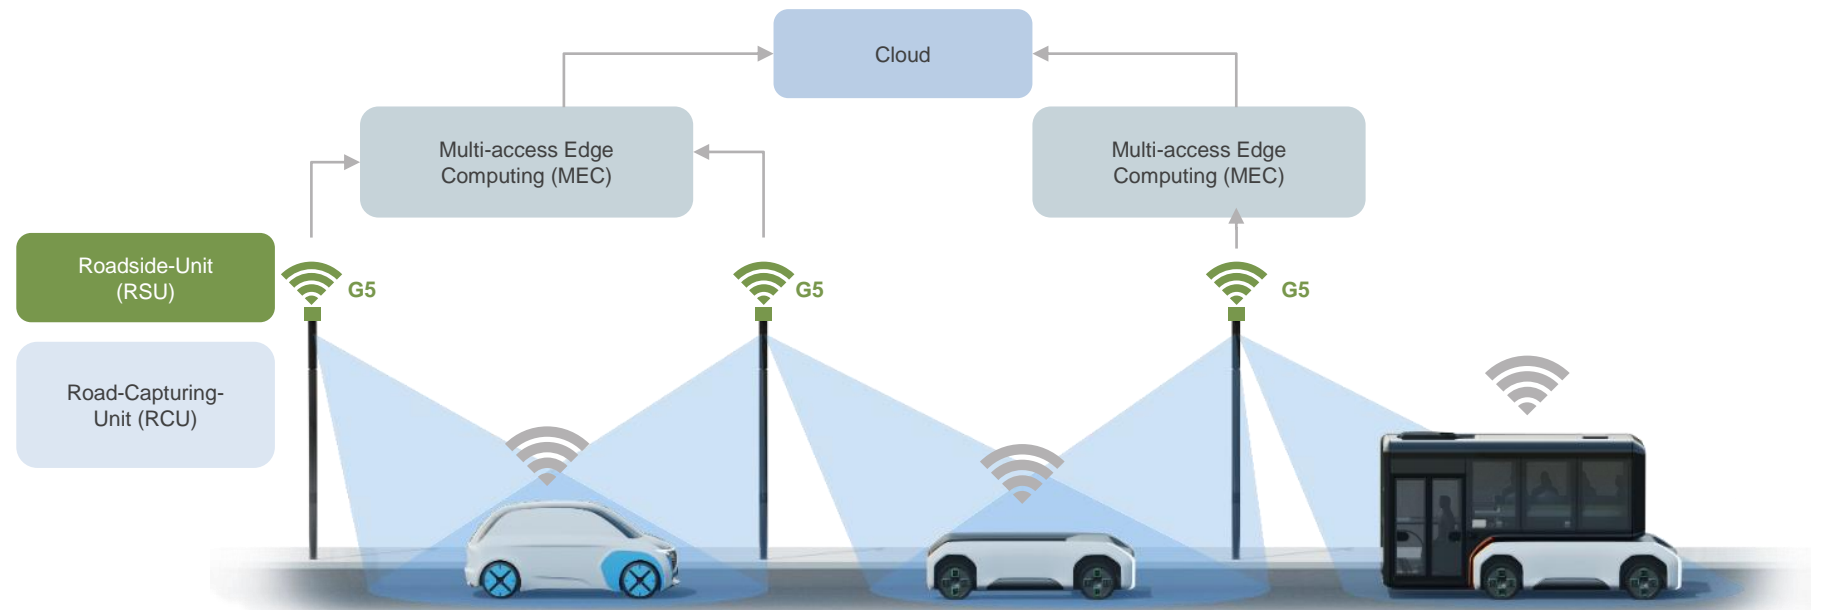 Cloud
Multi-access Edge
Computing (MEC)
Multi-access Edge
Computing (MEC)
Roadside-Unit
(RSU)
G5
G5
G5
Road-Capturing-
Unit (RCU)